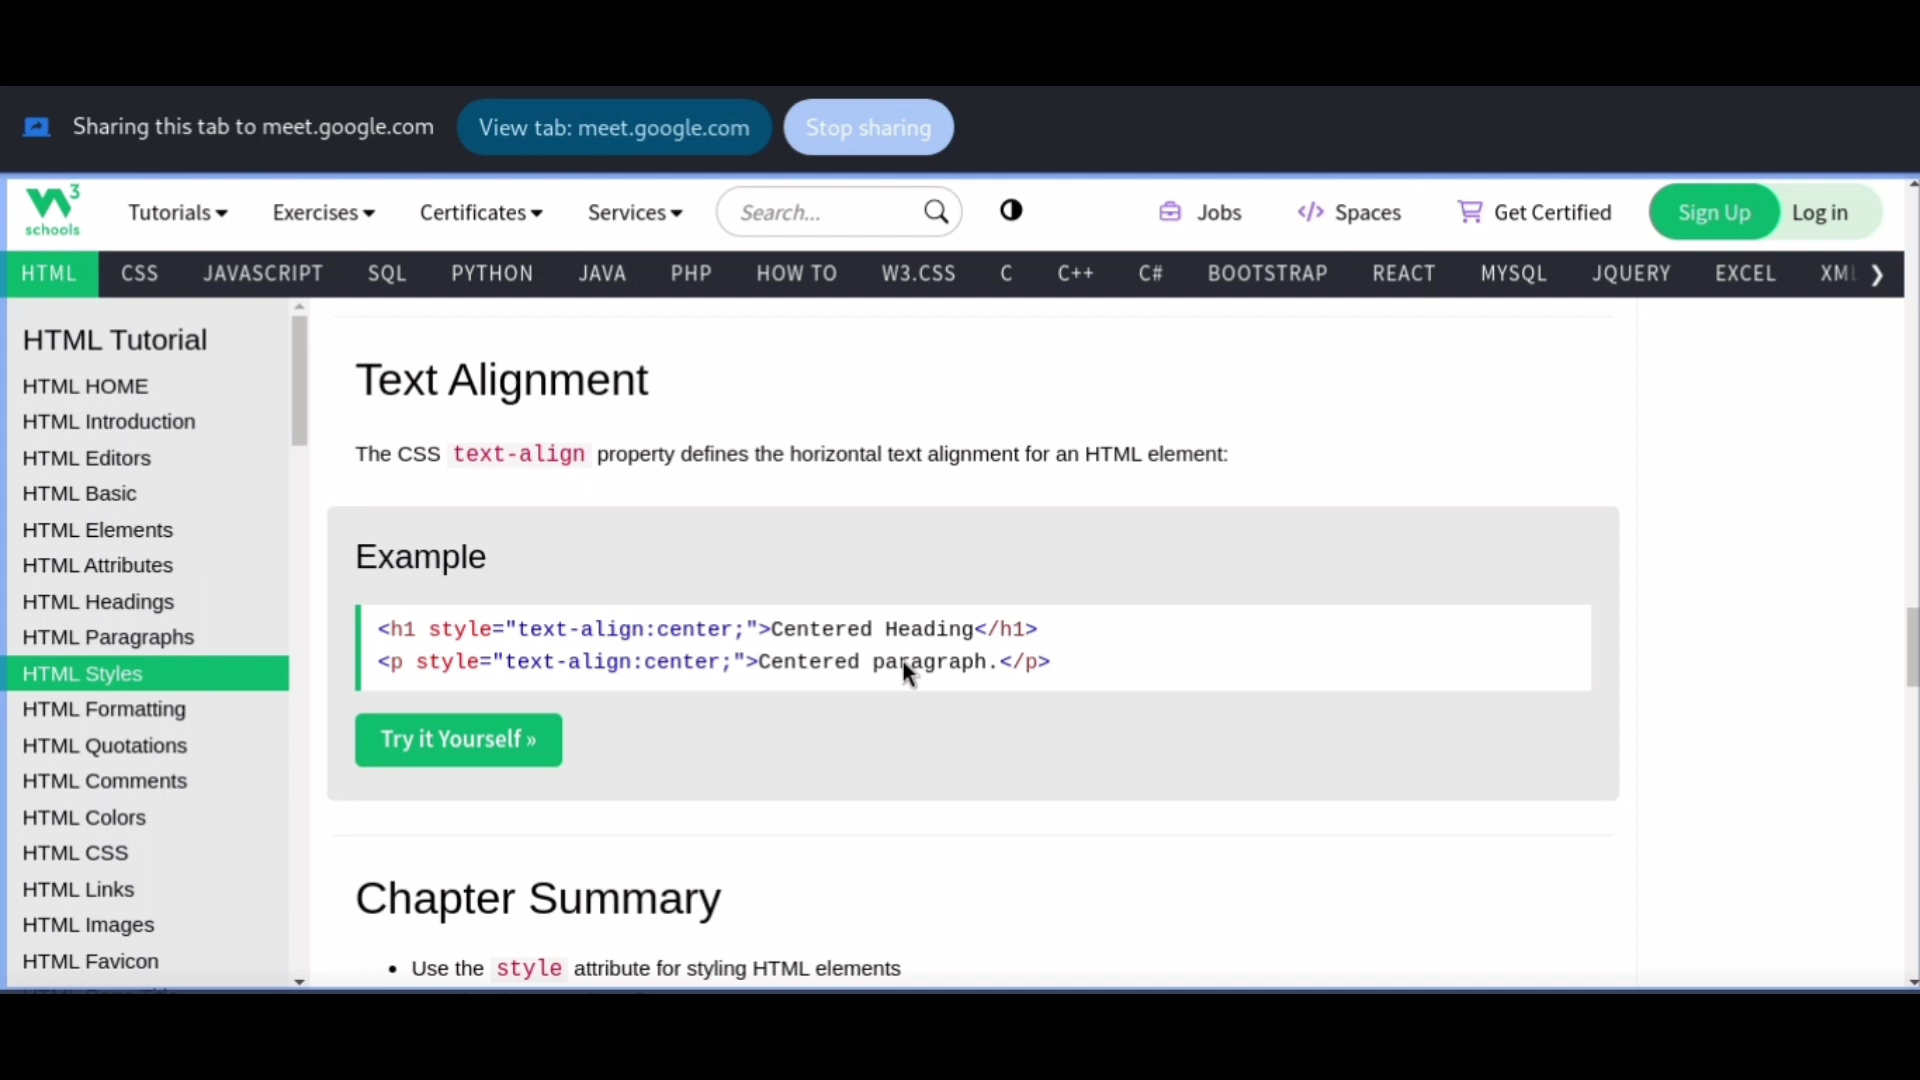 Sharing this tab to meet.google.com View tab: meet.google.com Stop sharing
W3 schools Tutorials Exercises Certificates Services Search... Jobs </> Spaces Get Certified Sign Up Log in
HTML CSS JAVASCRIPT SQL PYTHON JAVA PHP HOW TO W3.CSS C C++ C# BOOTSTRAP REACT MYSQL JQUERY EXCEL XML ❯
HTML Tutorial
HTML HOME
HTML Introduction
HTML Editors
HTML Basic
HTML Elements
HTML Attributes
HTML Headings
HTML Paragraphs
HTML Styles
HTML Formatting
HTML Quotations
HTML Comments
HTML Colors
HTML CSS
HTML Links
HTML Images
HTML Favicon
Text Alignment
The CSS text-align property defines the horizontal text alignment for an HTML element:
Example
<h1 style="text-align:center;">Centered Heading</h1>
<p style="text-align:center;">Centered paragraph.</p>
Try it Yourself »
Chapter Summary
• Use the style attribute for styling HTML elements